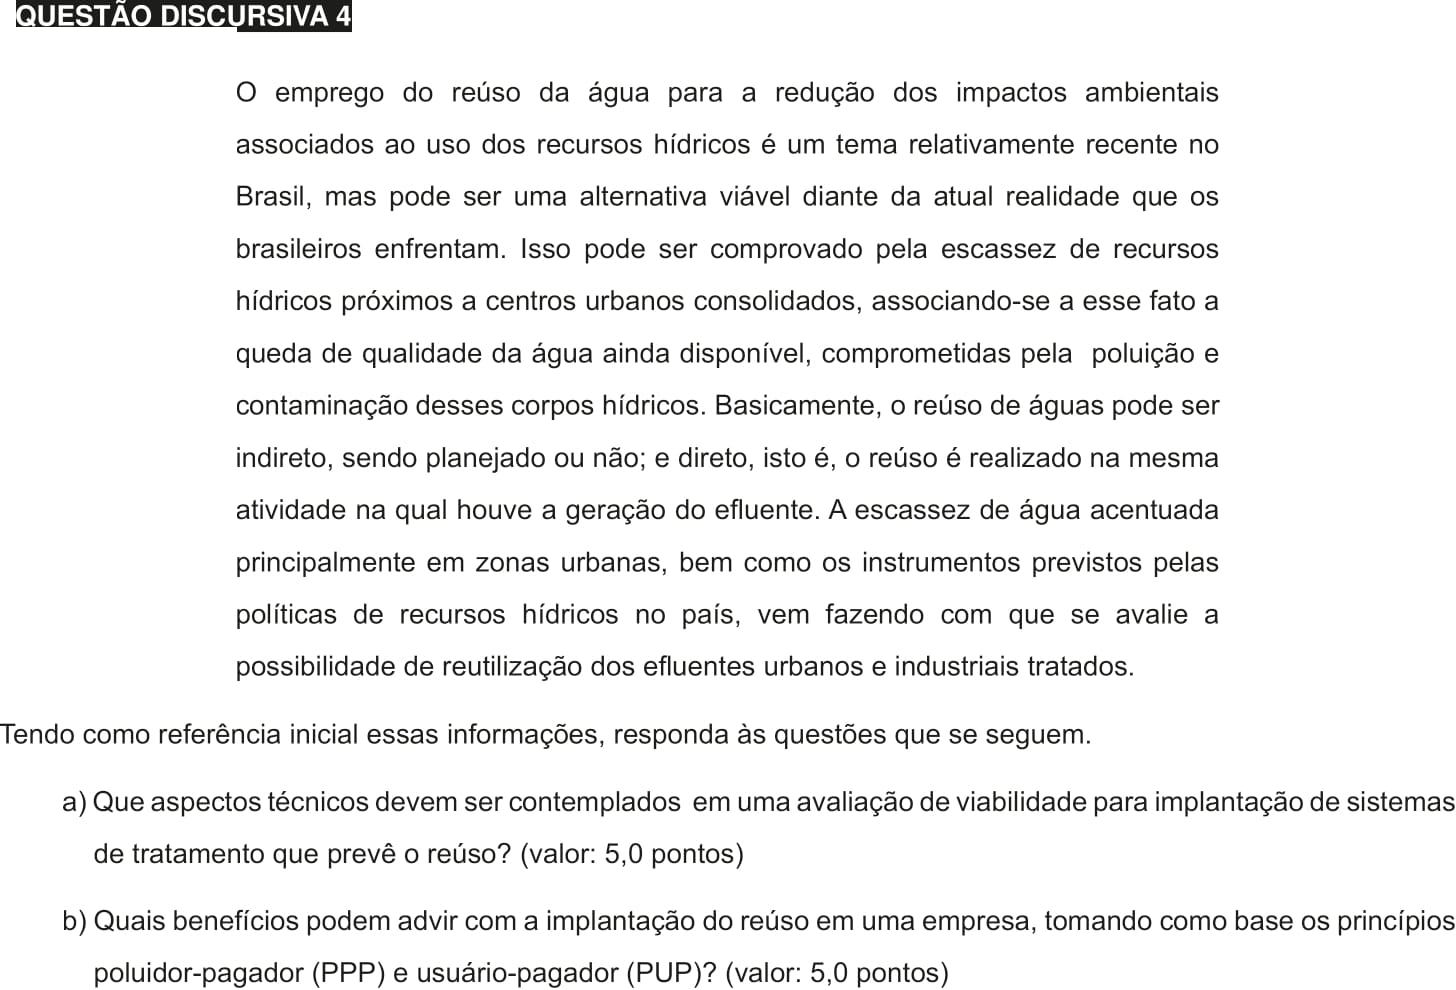 QUESTÃO DISCURSIVA 4
O emprego do reúso da água para a redução dos impactos ambientais
associados ao uso dos recursos hídricos é um tema relativamente recente no
Brasil, mas pode ser uma alternativa viável diante da atual realidade que os
brasileiros enfrentam. Isso pode ser comprovado pela escassez de recursos
hídricos próximos a centros urbanos consolidados, associando-se a esse fato a
queda de qualidade da água ainda disponível, comprometidas pela poluição e
contaminação desses corpos hídricos. Basicamente, o reúso de águas pode ser
indireto, sendo planejado ou não; e direto, isto é, o reúso é realizado na mesma
atividade na qual houve a geração do efluente. A escassez de água acentuada
principalmente em zonas urbanas, bem como os instrumentos previstos pelas
políticas de recursos hídricos no país, vem fazendo com que se avalie a
possibilidade de reutilização dos efluentes urbanos e industriais tratados.
Tendo como referência inicial essas informações, responda às questões que se seguem.
a) Que aspectos técnicos devem ser contemplados em uma avaliação de viabilidade para implantação de sistemas
de tratamento que prevê o reúso? (valor: 5,0 pontos)
b) Quais benefícios podem advir com a implantação do reúso em uma empresa, tomando como base os princípios
poluidor-pagador (PPP) e usuário-pagador (PUP)? (valor: 5,0 pontos)